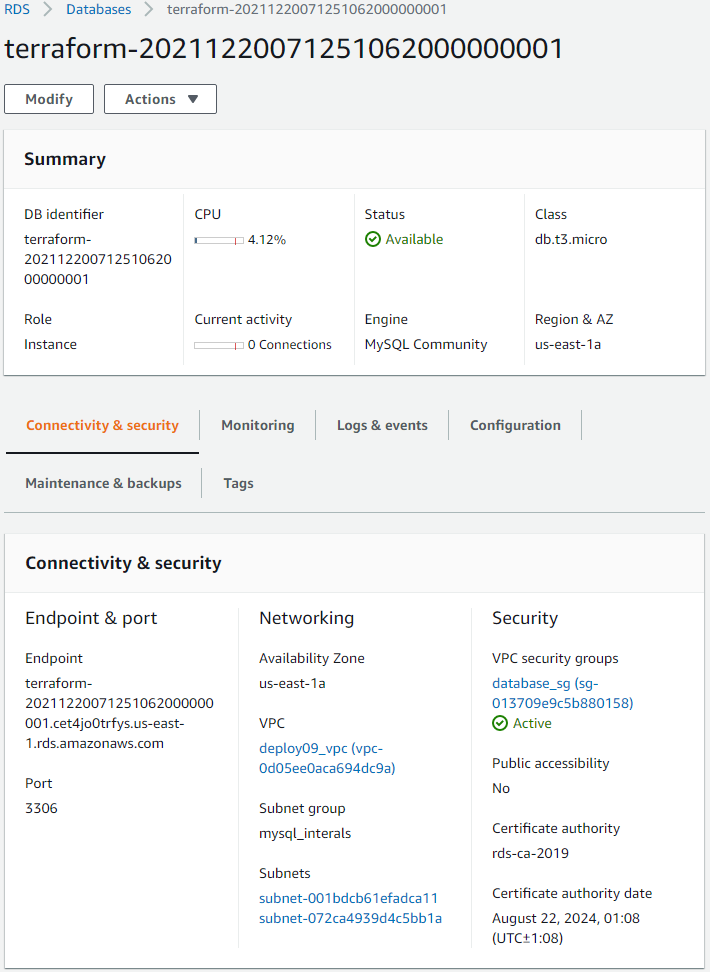 RDS > Databases > terraform-20211220071251062000000001
terraform-20211220071251062000000001
Modify
Actions ▼
Summary
DB identifier
terraform-
202112200712510620
00000001
CPU
4.12%
Status
Available
Class
db.t3.micro
Role
Instance
Current activity
0 Connections
Engine
MySQL Community
Region & AZ
us-east-1a
Connectivity & security
Monitoring
Logs & events
Configuration
Maintenance & backups
Tags
Connectivity & security
Endpoint & port
Endpoint
terraform-
20211220071251062000000
001.cet4jo0trfys.us-east-
1.rds.amazonaws.com
Port
3306
Networking
Availability Zone
us-east-1a
VPC
deploy09_vpc (vpc-
0d05ee0aca694dc9a)
Subnet group
mysql_interals
Subnets
subnet-001bdcb61efadca11
subnet-072ca4939d4c5bb1a
Security
VPC security groups
database_sg (sg-
013709e9c5b880158)
Active
Public accessibility
No
Certificate authority
rds-ca-2019
Certificate authority date
August 22, 2024, 01:08
(UTC±1:08)